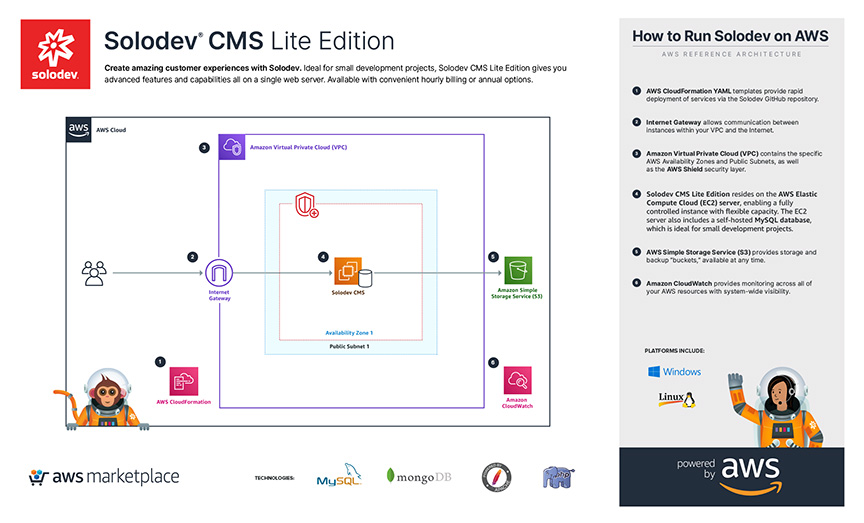 solodev
Solodev® CMS Lite Edition
Create amazing customer experiences with Solodev. Ideal for small development projects, Solodev CMS Lite Edition gives you
advanced features and capabilities all on a single web server. Available with convenient hourly billing or annual options.
aws
AWS Cloud
3
Amazon Virtual Private Cloud (VPC)
2
4
5
Internet
Gateway
Solodev CMS
Amazon Simple
Storage Service (S3)
Availability Zone 1
Public Subnet 1
1
6
AWS CloudFormation
Amazon
CloudWatch
aws marketplace
TECHNOLOGIES:
MySQL
mongoDB
php
How to Run Solodev on AWS
AWS REFERENCE ARCHITECTURE
1 AWS CloudFormation YAML templates provide rapid
deployment of services via the Solodev GitHub repository.
2 Internet Gateway allows communication between
instances within your VPC and the Internet.
3 Amazon Virtual Private Cloud (VPC) contains the specific
AWS Availability Zones and Public Subnets, as well
as the AWS Shield security layer.
4 Solodev CMS Lite Edition resides on the AWS Elastic
Compute Cloud (EC2) server, enabling a fully
controlled instance with flexible capacity. The EC2
server also includes a self-hosted MySQL database,
which is ideal for small development projects.
5 AWS Simple Storage Service (S3) provides storage and
backup "buckets," available at any time.
6 Amazon CloudWatch provides monitoring across all of
your AWS resources with system-wide visibility.
PLATFORMS INCLUDE:
Windows
Linux
powered
by
aws